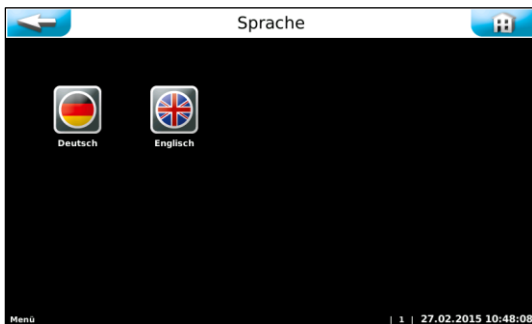 Sprache
Deutsch Englisch
Menü | 1 | 27.02.2015 10:48:08